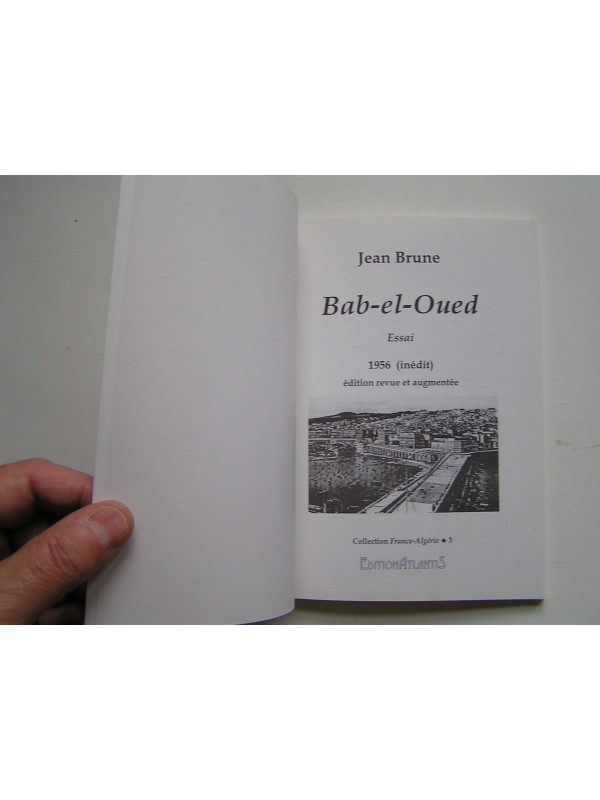 Jean Brune
Bab-el-Oued
Essai
1956 (inédit)
édition revue et augmentée
Collection France-Algérie ◆ 3
EDITIONATLANTIS